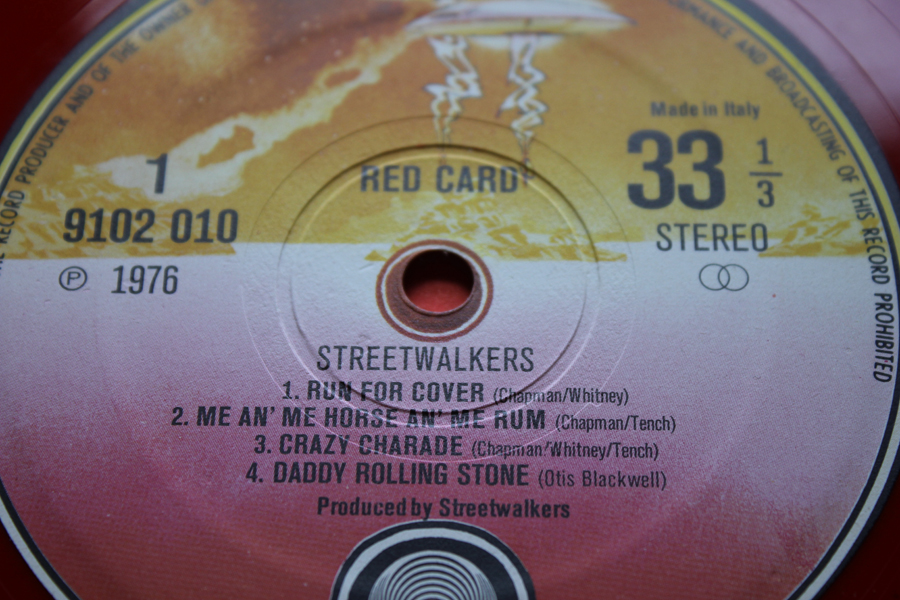 RECORD PRODUCER AND OF THE OWNER
RMANCE AND BROADCASTING OF THIS RECORD PROHIBITED
Made in Italy
1
33 1/3
RED CARD
9102 010
STEREO
℗ 1976
STREETWALKERS
1. RUN FOR COVER (Chapman/Whitney)
2. ME AN' ME HORSE AN' ME RUM (Chapman/Tench)
3. CRAZY CHARADE (Chapman/Whitney/Tench)
4. DADDY ROLLING STONE (Otis Blackwell)
Produced by Streetwalkers